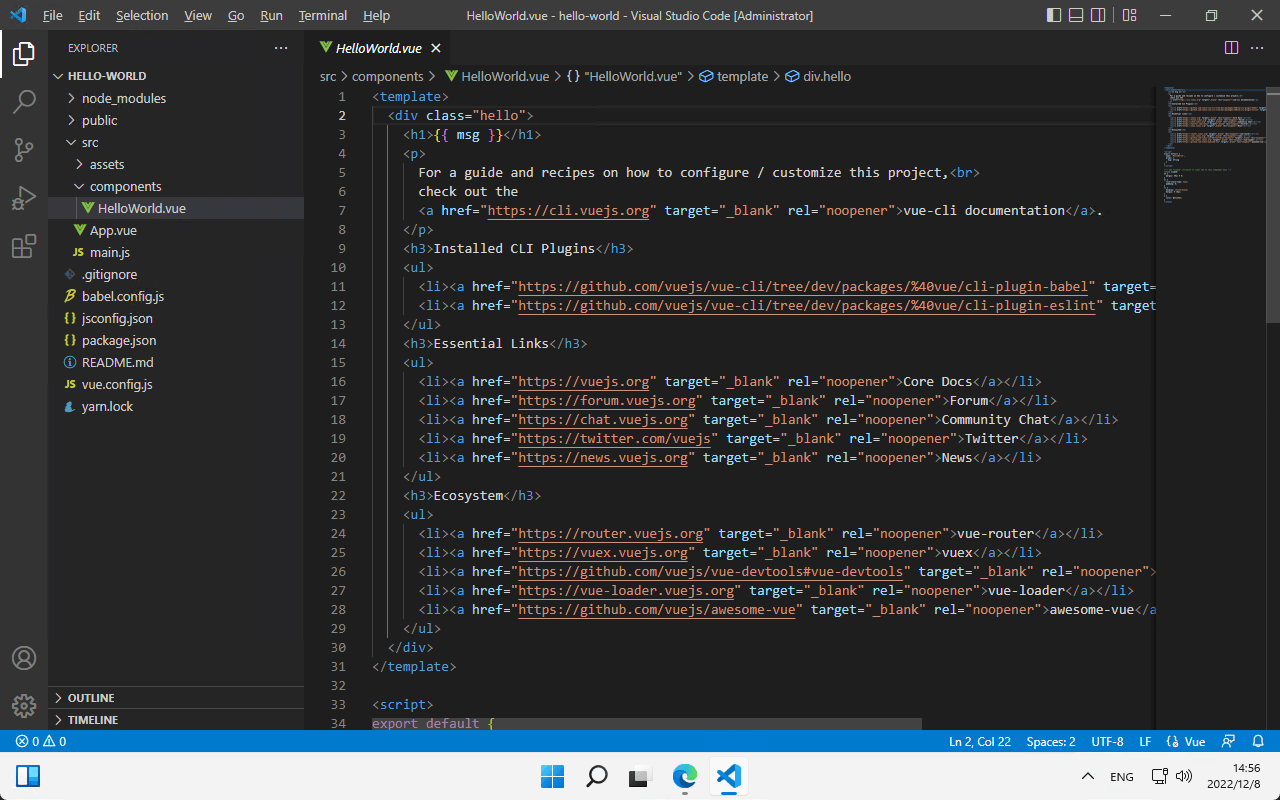 File Edit Selection View Go Run Terminal Help HelloWorld.vue - hello-world - Visual Studio Code [Administrator]
EXPLORER
HELLO-WORLD
node_modules
public
src
assets
components
HelloWorld.vue
App.vue
JS main.js
.gitignore
babel.config.js
{} jsconfig.json
{} package.json
README.md
JS vue.config.js
yarn.lock
OUTLINE
TIMELINE
HelloWorld.vue
src > components > HelloWorld.vue > {} "HelloWorld.vue" > template > div.hello
1 <template>
2 <div class="hello">
3 <h1>{{ msg }}</h1>
4 <p>
5 For a guide and recipes on how to configure / customize this project,<br>
6 check out the
7 <a href="https://cli.vuejs.org" target="_blank" rel="noopener">vue-cli documentation</a>.
8 </p>
9 <h3>Installed CLI Plugins</h3>
10 <ul>
11 <li><a href="https://github.com/vuejs/vue-cli/tree/dev/packages/%40vue/cli-plugin-babel" target=
12 <li><a href="https://github.com/vuejs/vue-cli/tree/dev/packages/%40vue/cli-plugin-eslint" target
13 </ul>
14 <h3>Essential Links</h3>
15 <ul>
16 <li><a href="https://vuejs.org" target="_blank" rel="noopener">Core Docs</a></li>
17 <li><a href="https://forum.vuejs.org" target="_blank" rel="noopener">Forum</a></li>
18 <li><a href="https://chat.vuejs.org" target="_blank" rel="noopener">Community Chat</a></li>
19 <li><a href="https://twitter.com/vuejs" target="_blank" rel="noopener">Twitter</a></li>
20 <li><a href="https://news.vuejs.org" target="_blank" rel="noopener">News</a></li>
21 </ul>
22 <h3>Ecosystem</h3>
23 <ul>
24 <li><a href="https://router.vuejs.org" target="_blank" rel="noopener">vue-router</a></li>
25 <li><a href="https://vuex.vuejs.org" target="_blank" rel="noopener">vuex</a></li>
26 <li><a href="https://github.com/vuejs/vue-devtools#vue-devtools" target="_blank" rel="noopener">
27 <li><a href="https://vue-loader.vuejs.org" target="_blank" rel="noopener">vue-loader</a></li>
28 <li><a href="https://github.com/vuejs/awesome-vue" target="_blank" rel="noopener">awesome-vue</a
29 </ul>
30 </div>
31 </template>
32
33 <script>
34 export default {
0 0 Ln 2, Col 22 Spaces: 2 UTF-8 LF Vue
ENG 14:56
2022/12/8